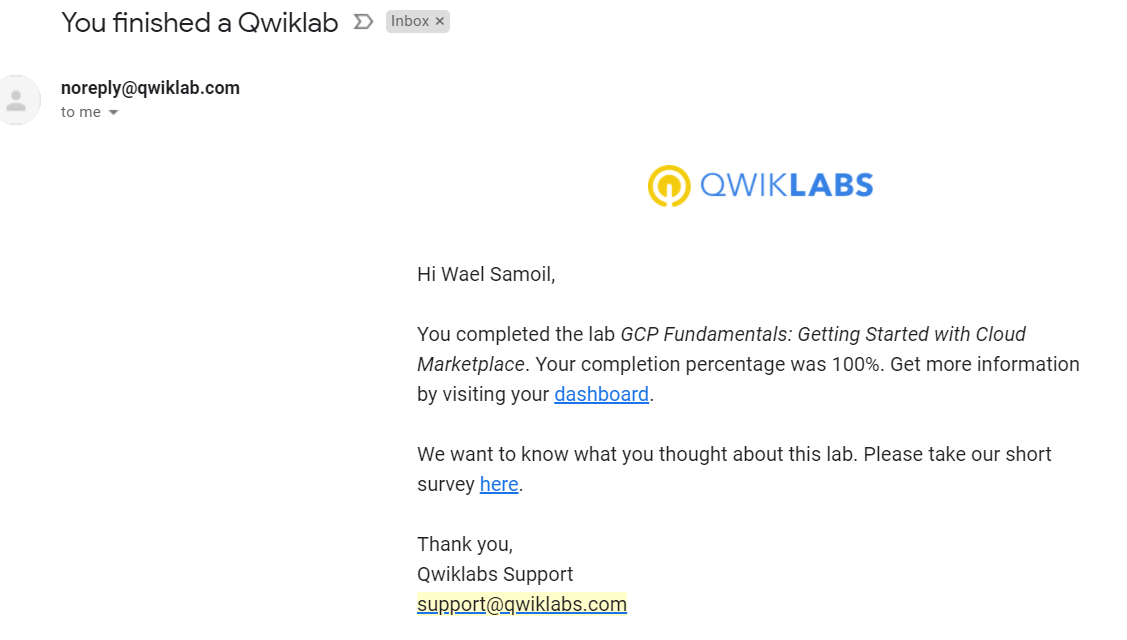 You finished a Qwiklab Inbox ×
noreply@qwiklab.com
to me
QWIKLABS
Hi Wael Samoil,
You completed the lab GCP Fundamentals: Getting Started with Cloud
Marketplace. Your completion percentage was 100%. Get more information
by visiting your dashboard.
We want to know what you thought about this lab. Please take our short
survey here.
Thank you,
Qwiklabs Support
support@qwiklabs.com